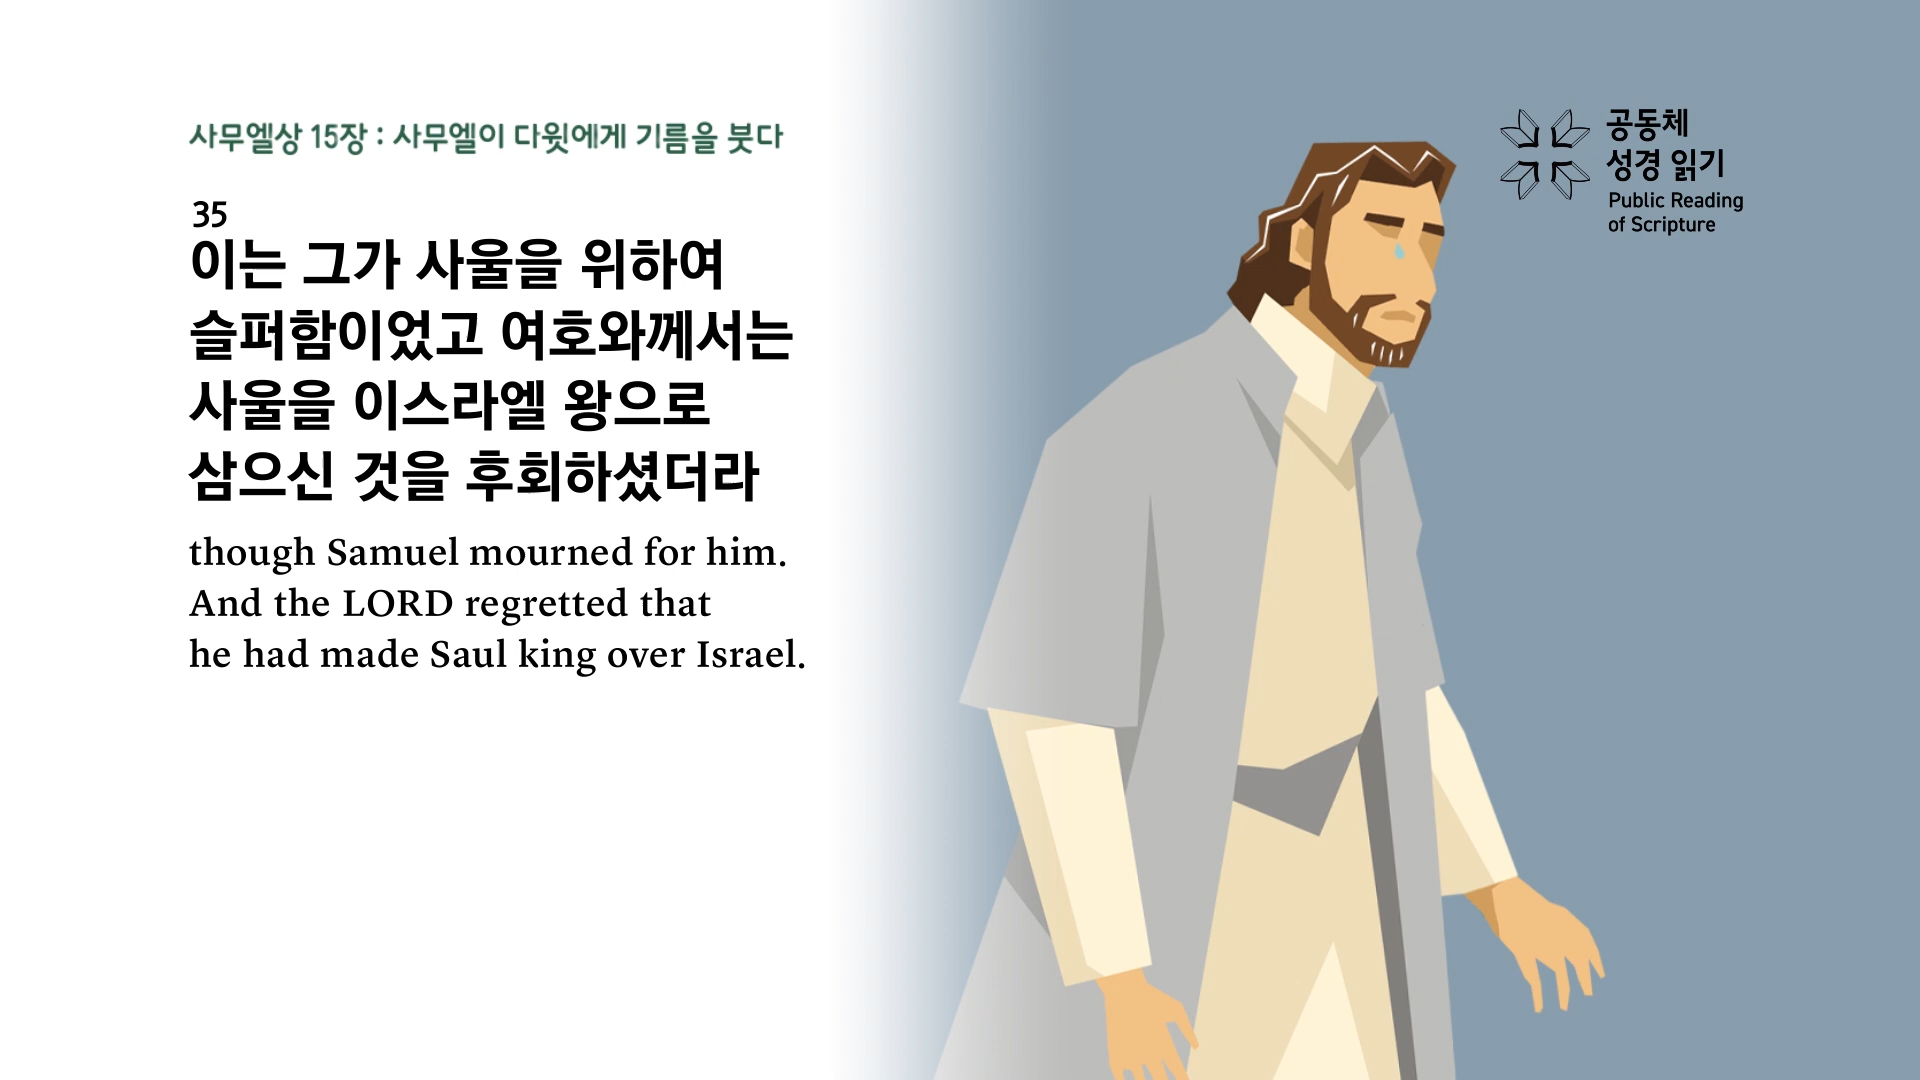 사무엘상 15장 : 사무엘이 다윗에게 기름을 붓다
35
이는 그가 사울을 위하여
슬퍼함이었고 여호와께서는
사울을 이스라엘 왕으로
삼으신 것을 후회하셨더라
though Samuel mourned for him.
And the LORD regretted that
he had made Saul king over Israel.
공동체
성경 읽기
Public Reading
of Scripture